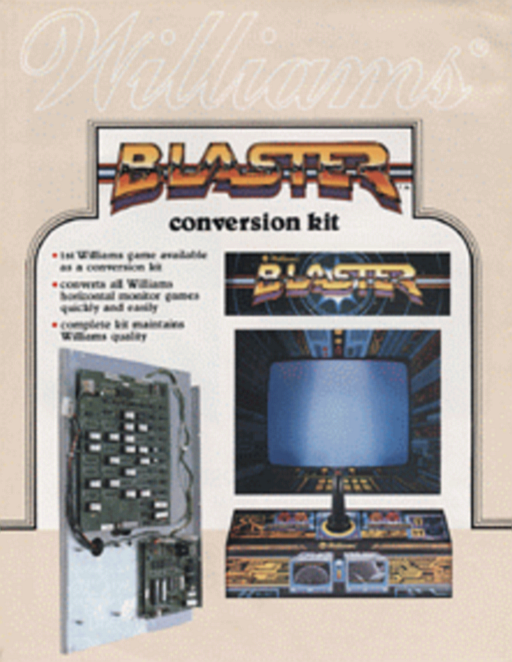 Williams®
BLASTER™
conversion kit
• 1st Williams game available
as a conversion kit
• converts all Williams
horizontal monitor games
quickly and easily
• complete kit maintains
Williams quality
Williams
BLASTER